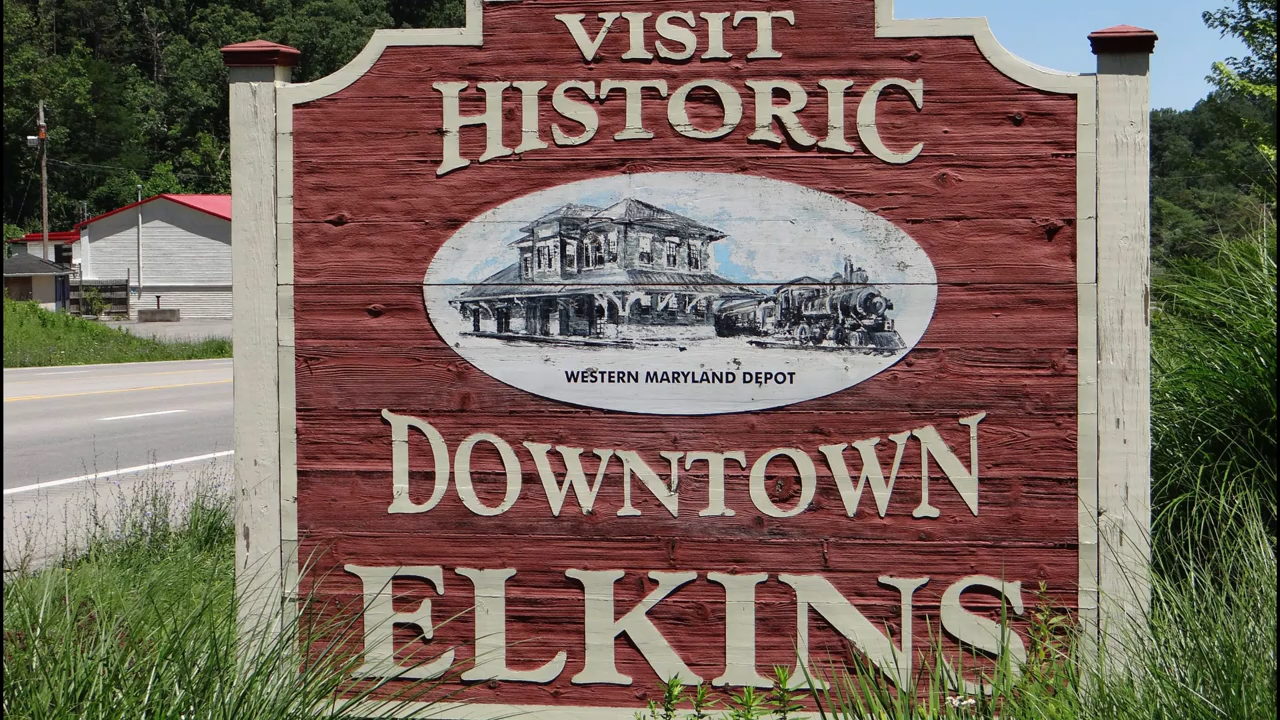 VISIT
HISTORIC
WESTERN MARYLAND DEPOT
DOWNTOWN
ELKINS